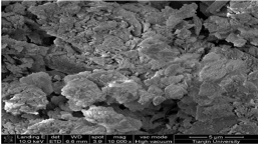 Landing E det WD spot mag vac mode 5 µm
10.0 keV ETD 8.6 mm 3.9 10 000 x High vacuum Tianjin University